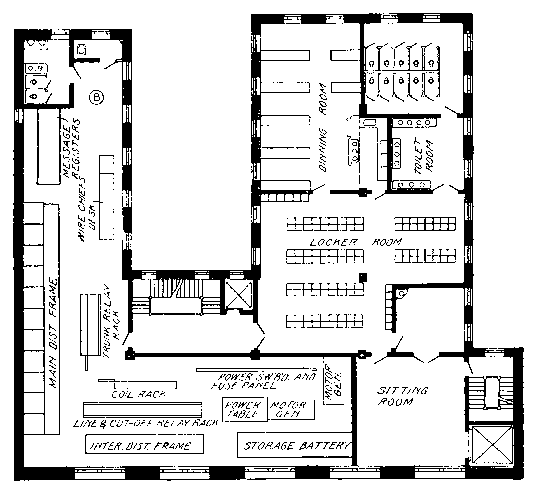 B
MESSAGE
REGISTERS
WIRE CHIEFS
DESK
MAIN DIST. FRAME
TRUNK RELAY
RACK
DINNING ROOM
TOILET
ROOM
LOCKER ROOM
SITTING
ROOM
POWER SW'BD. AND
FUSE PANEL
MOTOR
GEN.
COIL RACK
POWER
TABLE
MOTOR
GEN
LINE & CUT-OFF RELAY RACK
INTER. DIST. FRAME
STORAGE BATTERY